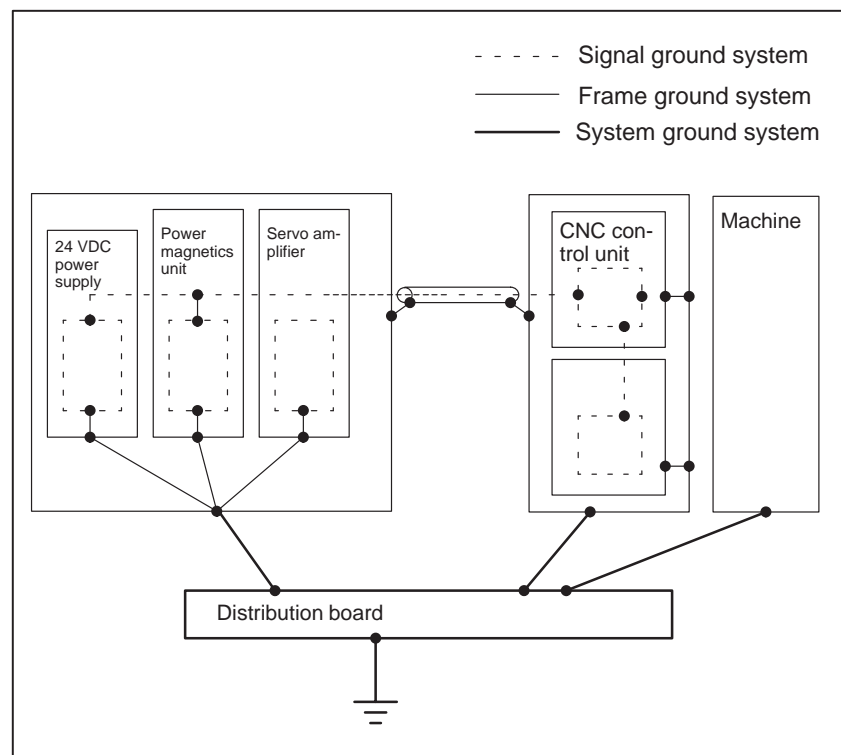 Signal ground system
Frame ground system
System ground system
24 VDC
power
supply
Power
magnetics
unit
Servo am-
plifier
CNC con-
trol unit
Machine
Distribution board